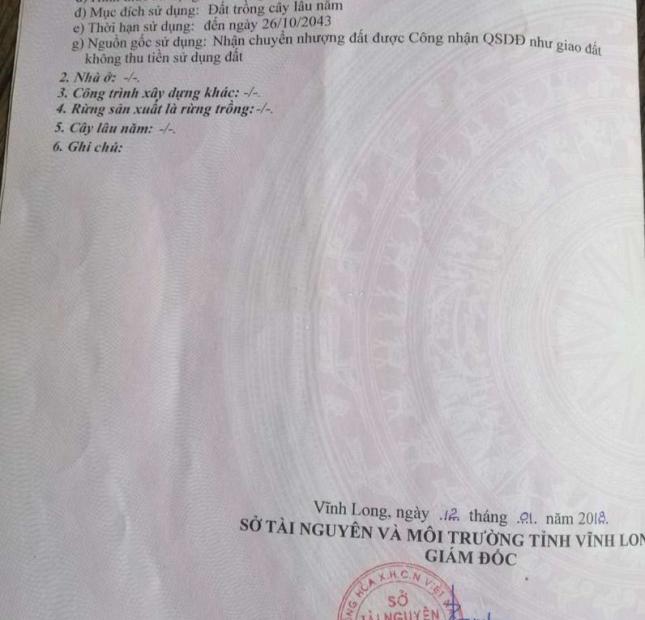 đ) Mục đích sử dụng: Đất trồng cây lâu năm
e) Thời hạn sử dụng: đến ngày 26/10/2043
g) Nguồn gốc sử dụng: Nhận chuyển nhượng đất được Công nhận QSDĐ như giao đất
không thu tiền sử dụng đất
2. Nhà ở: -/-.
3. Công trình xây dựng khác: -/-.
4. Rừng sản xuất là rừng trồng: -/-.
5. Cây lâu năm: -/-.
6. Ghi chú:
Vĩnh Long, ngày .12. tháng .01. năm 2018.
SỞ TÀI NGUYÊN VÀ MÔI TRƯỜNG TỈNH VĨNH LON
GIÁM ĐỐC
HÒA X.H.C.N VIỆT
SỞ
TÀI NGUYÊN